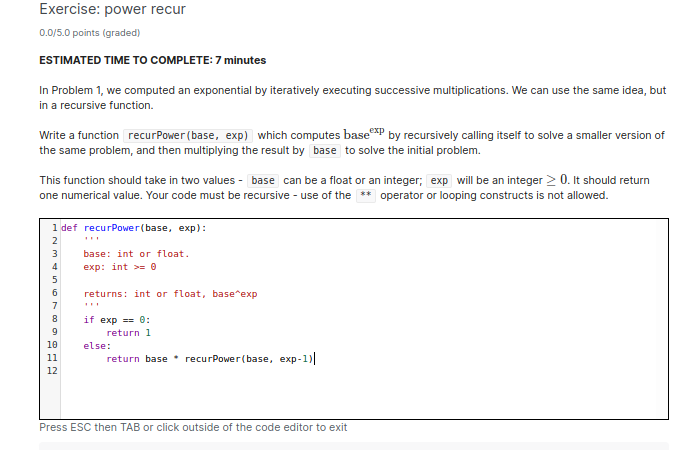 Exercise: power recur
0.0/5.0 points (graded)
ESTIMATED TIME TO COMPLETE: 7 minutes
In Problem 1, we computed an exponential by iteratively executing successive multiplications. We can use the same idea, but
in a recursive function.
Write a function recurPower(base, exp) which computes base^exp by recursively calling itself to solve a smaller version of
the same problem, and then multiplying the result by base to solve the initial problem.
This function should take in two values - base can be a float or an integer; exp will be an integer ≥ 0. It should return
one numerical value. Your code must be recursive - use of the ** operator or looping constructs is not allowed.
1 def recurPower(base, exp):
2     '''
3     base: int or float.
4     exp: int >= 0
5
6     returns: int or float, base^exp
7     '''
8     if exp == 0:
9         return 1
10     else:
11         return base * recurPower(base, exp-1)
12
Press ESC then TAB or click outside of the code editor to exit